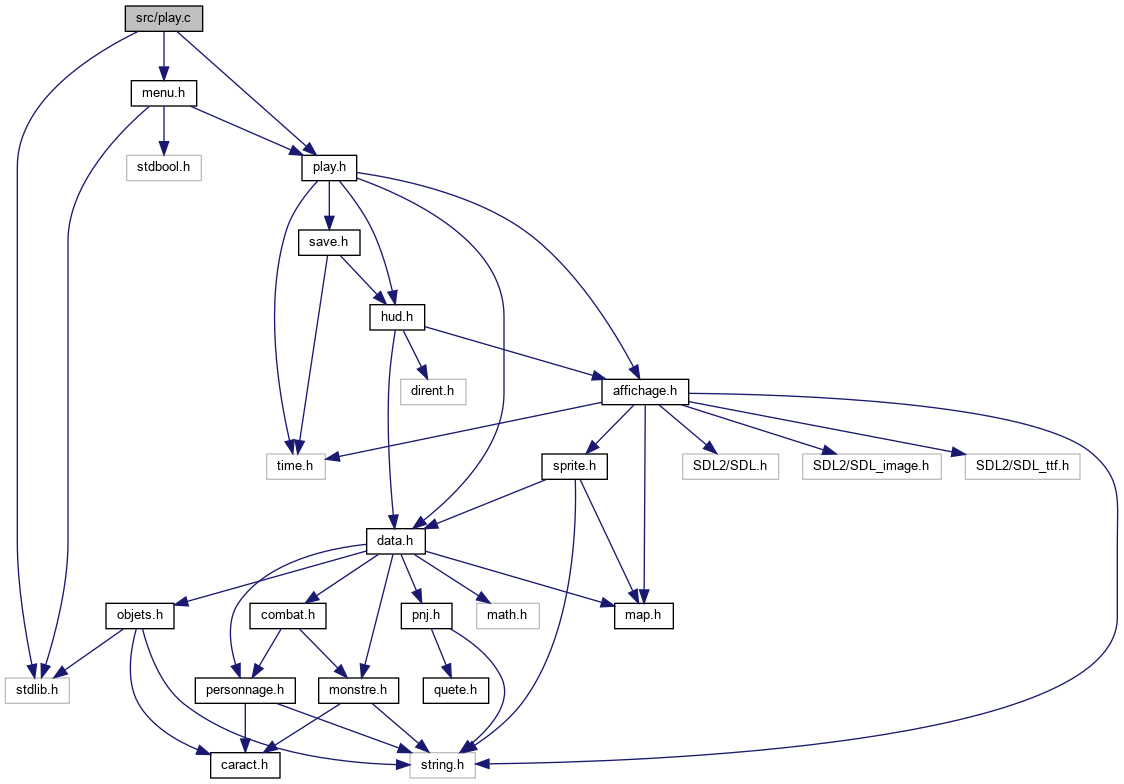 src/play.c
menu.h
stdbool.h
play.h
save.h
hud.h
dirent.h
affichage.h
time.h
sprite.h
SDL2/SDL.h
SDL2/SDL_image.h
SDL2/SDL_ttf.h
data.h
objets.h
combat.h
pnj.h
math.h
map.h
stdlib.h
personnage.h
monstre.h
quete.h
caract.h
string.h